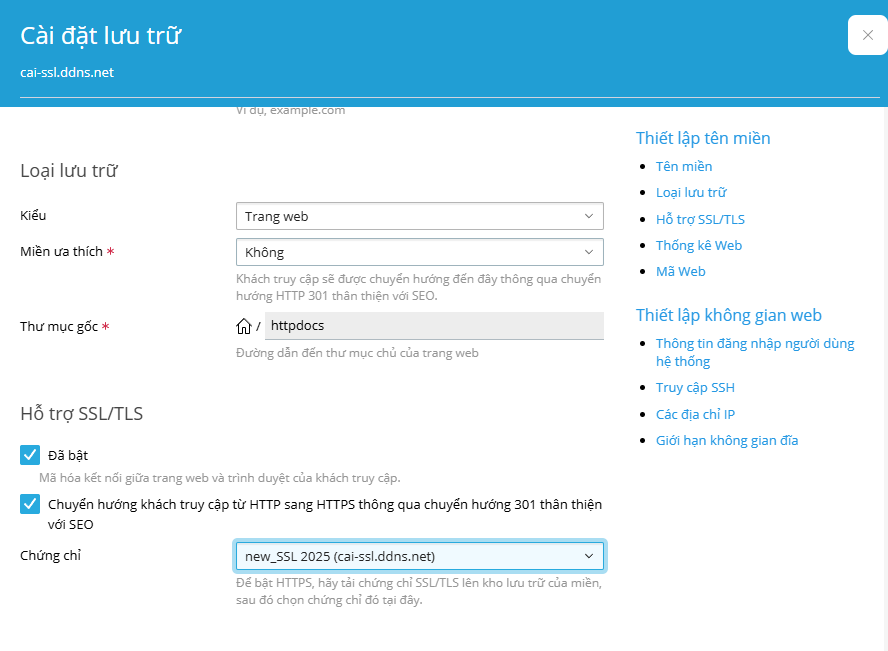 Cài đặt lưu trữ
cai-ssl.ddns.net
Ví dụ, example.com
Loại lưu trữ
Kiểu
Trang web
Miền ưa thích *
Không
Khách truy cập sẽ được chuyển hướng đến đây thông qua chuyển
hướng HTTP 301 thân thiện với SEO.
Thư mục gốc *
/ httpdocs
Đường dẫn đến thư mục chủ của trang web
Hỗ trợ SSL/TLS
Đã bật
Mã hóa kết nối giữa trang web và trình duyệt của khách truy cập.
Chuyển hướng khách truy cập từ HTTP sang HTTPS thông qua chuyển hướng 301 thân thiện
với SEO
Chứng chỉ
new_SSL 2025 (cai-ssl.ddns.net)
Để bật HTTPS, hãy tải chứng chỉ SSL/TLS lên kho lưu trữ của miền,
sau đó chọn chứng chỉ đó tại đây.
Thiết lập tên miền
Tên miền
Loại lưu trữ
Hỗ trợ SSL/TLS
Thống kê Web
Mã Web
Thiết lập không gian web
Thông tin đăng nhập người dùng
hệ thống
Truy cập SSH
Các địa chỉ IP
Giới hạn không gian đĩa